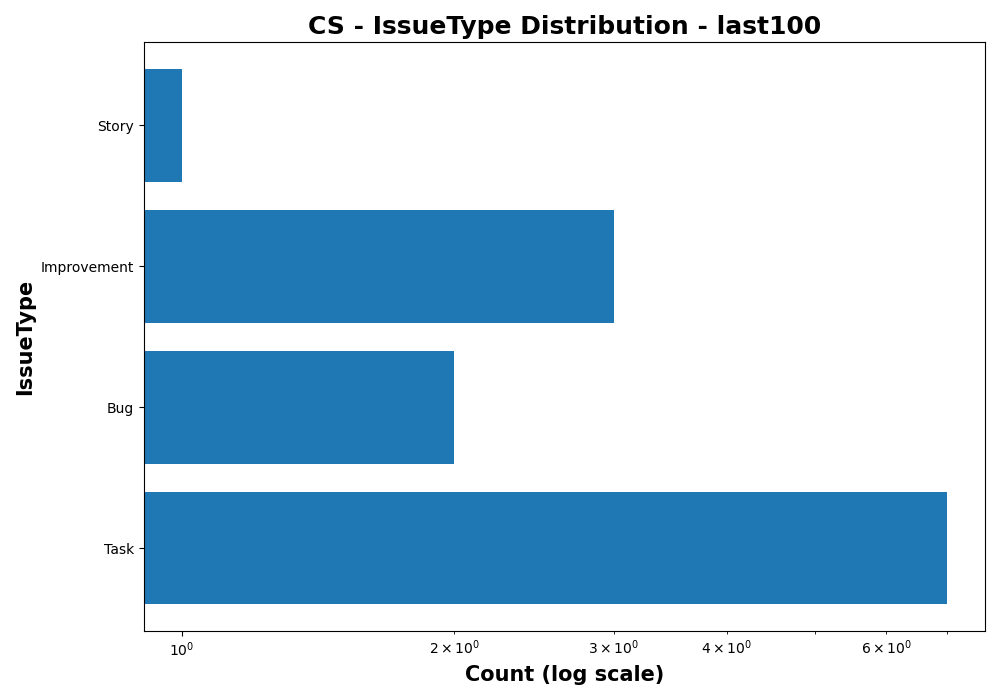 CS - IssueType Distribution - last100
Story
Improvement
Bug
Task
IssueType
10⁰
2 × 10⁰
3 × 10⁰
4 × 10⁰
6 × 10⁰
Count (log scale)